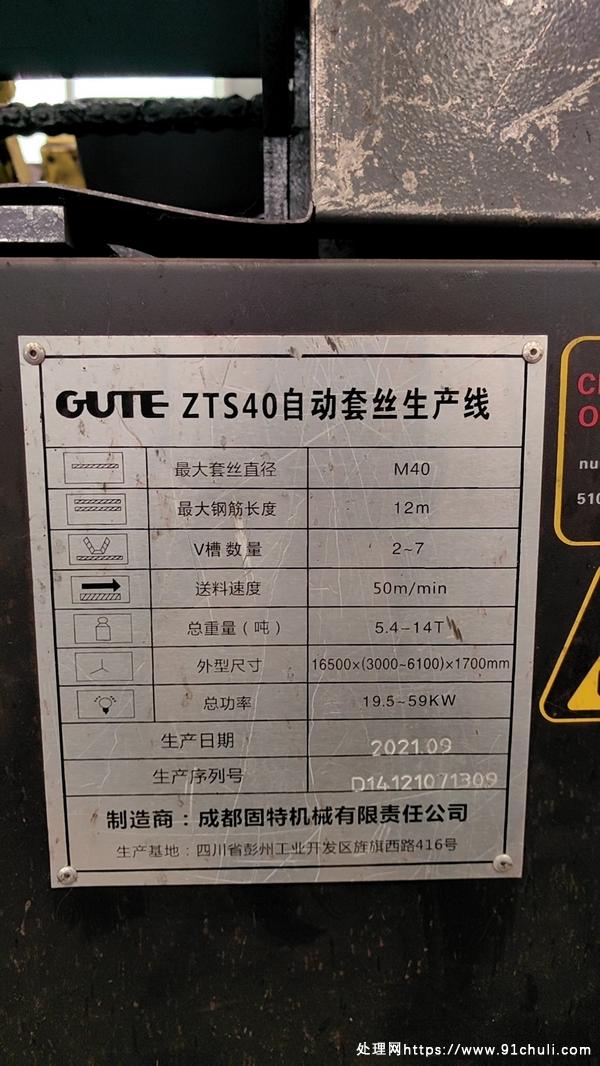 GUTE ZTS40自动套丝生产线
最大套丝直径 M40
最大钢筋长度 12m
V槽数量 2~7
送料速度 50m/min
总重量（吨） 5.4-14T
外型尺寸 16500×(3000~6100)×1700mm
总功率 19.5~59KW
生产日期 2021.09
生产序列号 D14121071309
制造商：成都固特机械有限责任公司
生产基地：四川省彭州工业开发区旌旗西路416号
处理网https://www.91chuli.com